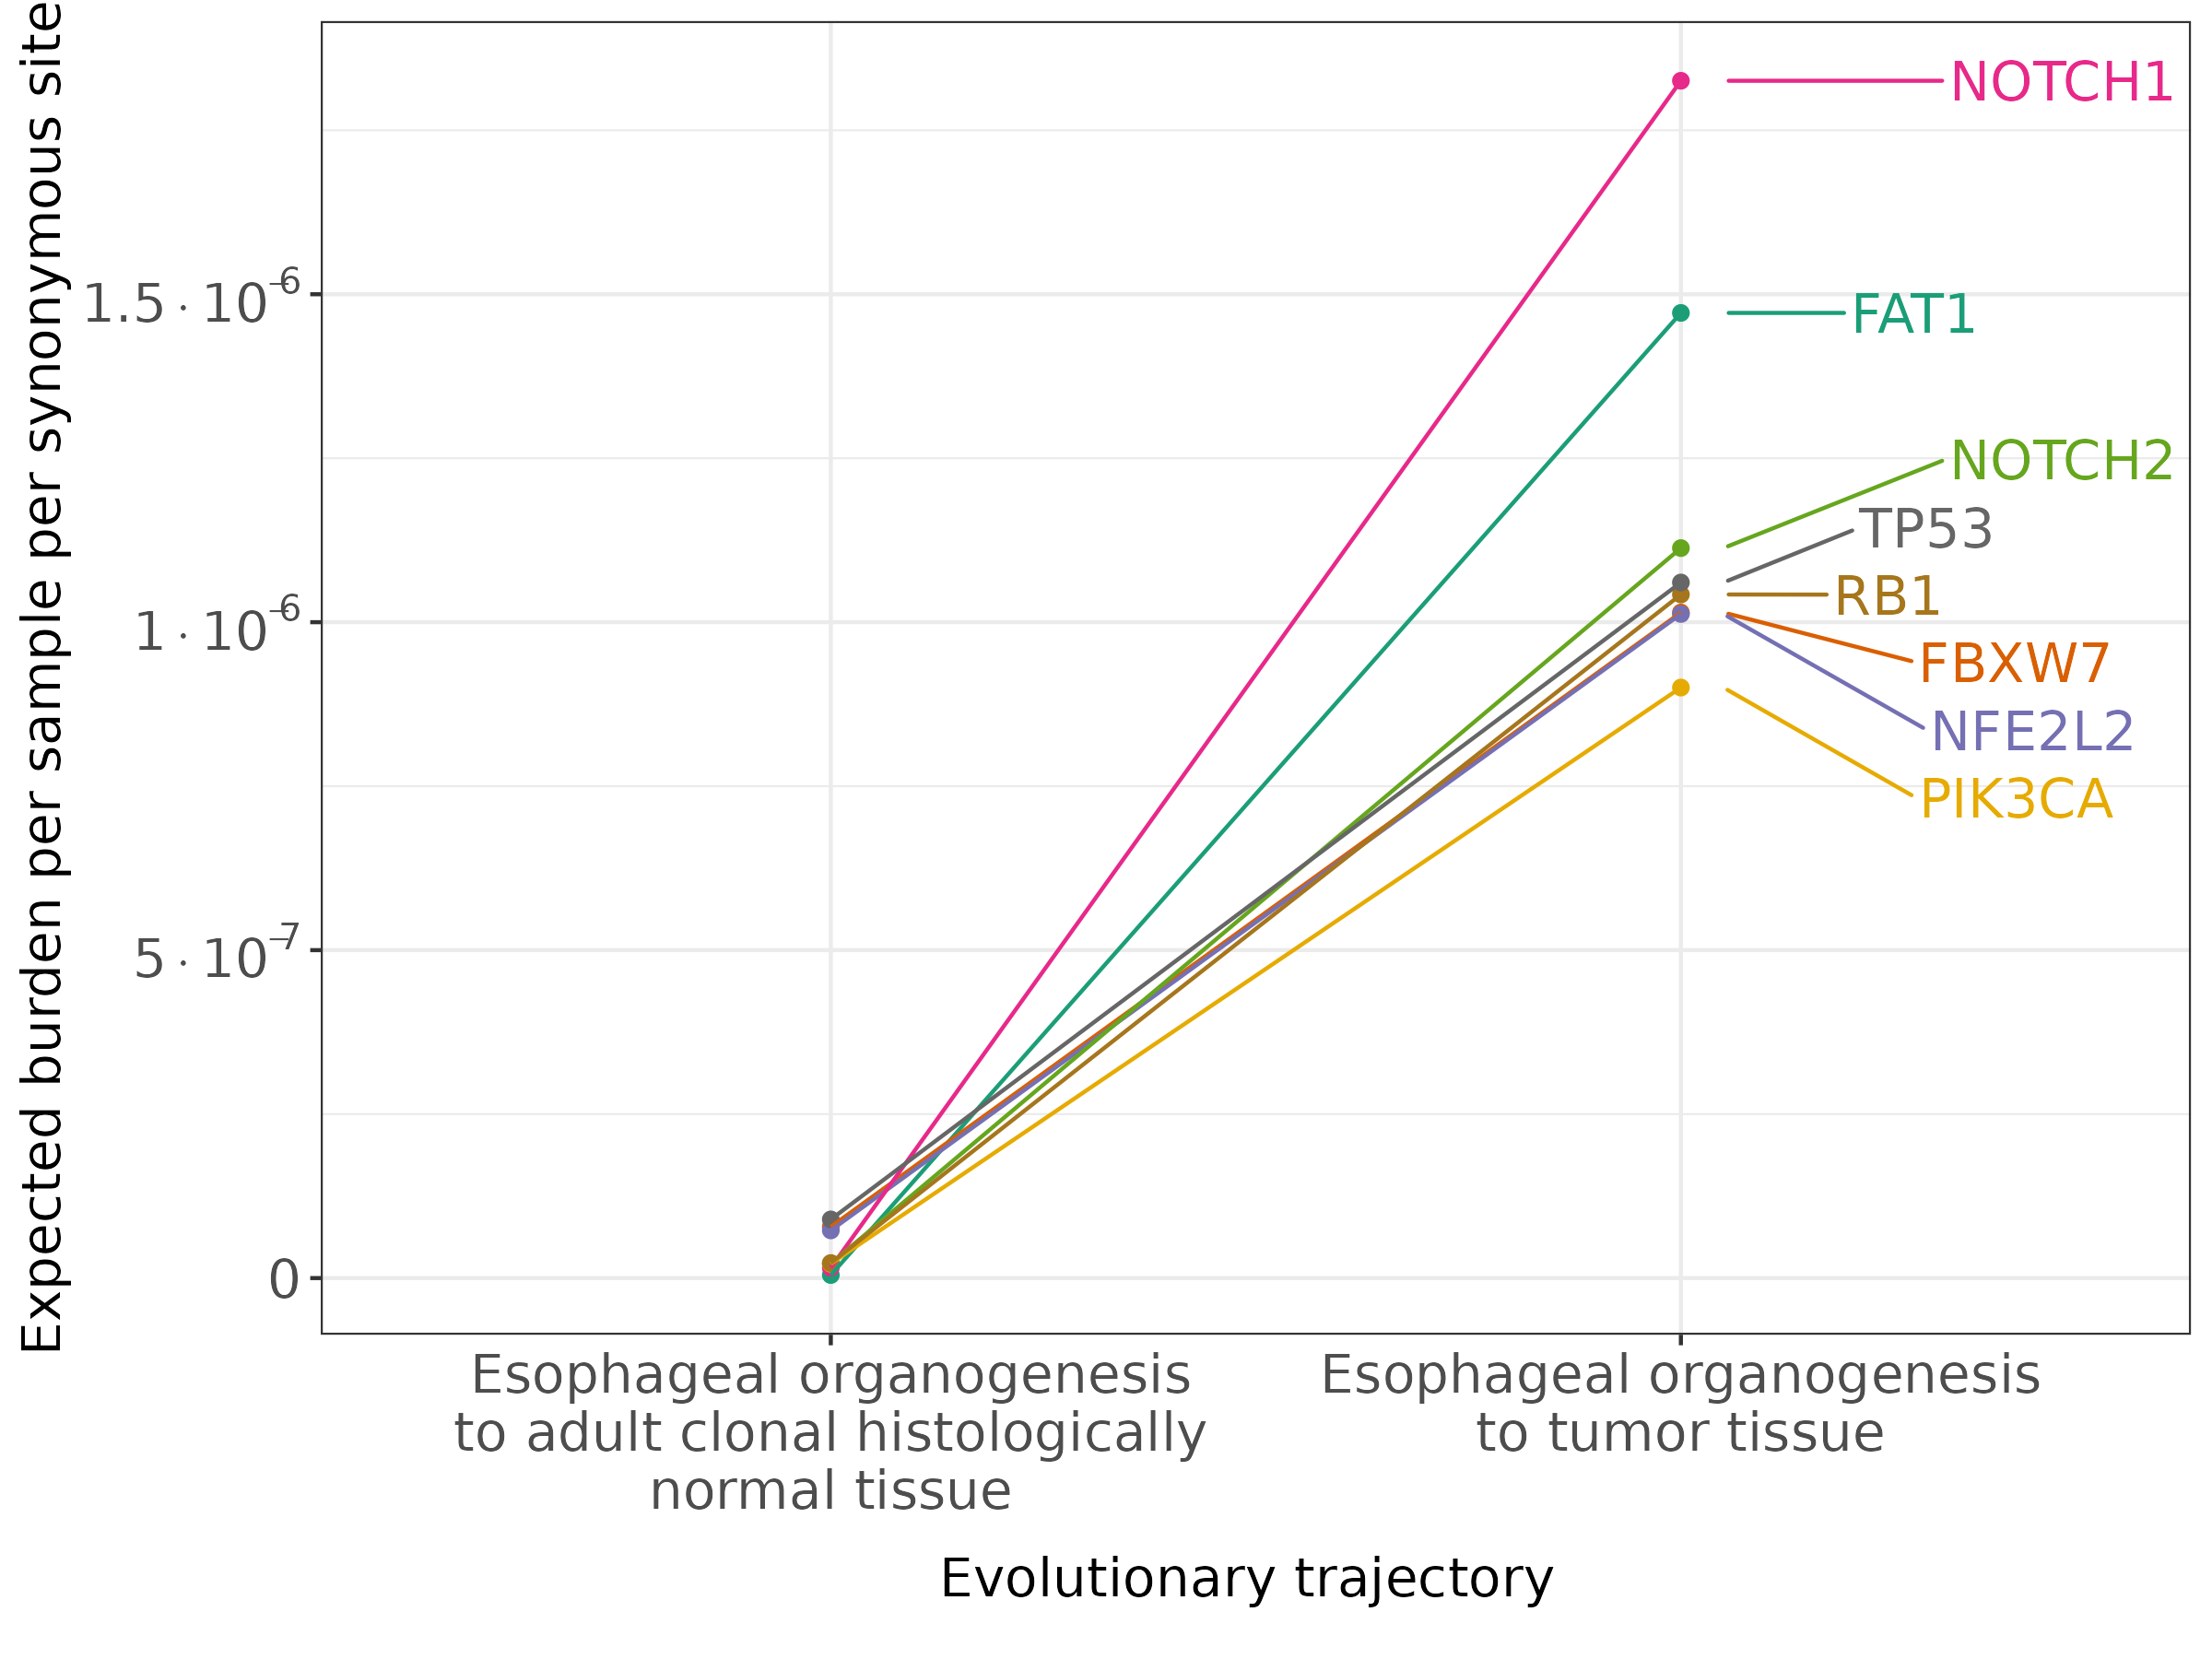 Expected burden per sample per synonymous site
1.5 · 10⁻⁶
1 · 10⁻⁶
5 · 10⁻⁷
0
NOTCH1
FAT1
NOTCH2
TP53
RB1
FBXW7
NFE2L2
PIK3CA
Esophageal organogenesis
to adult clonal histologically
normal tissue
Esophageal organogenesis
to tumor tissue
Evolutionary trajectory